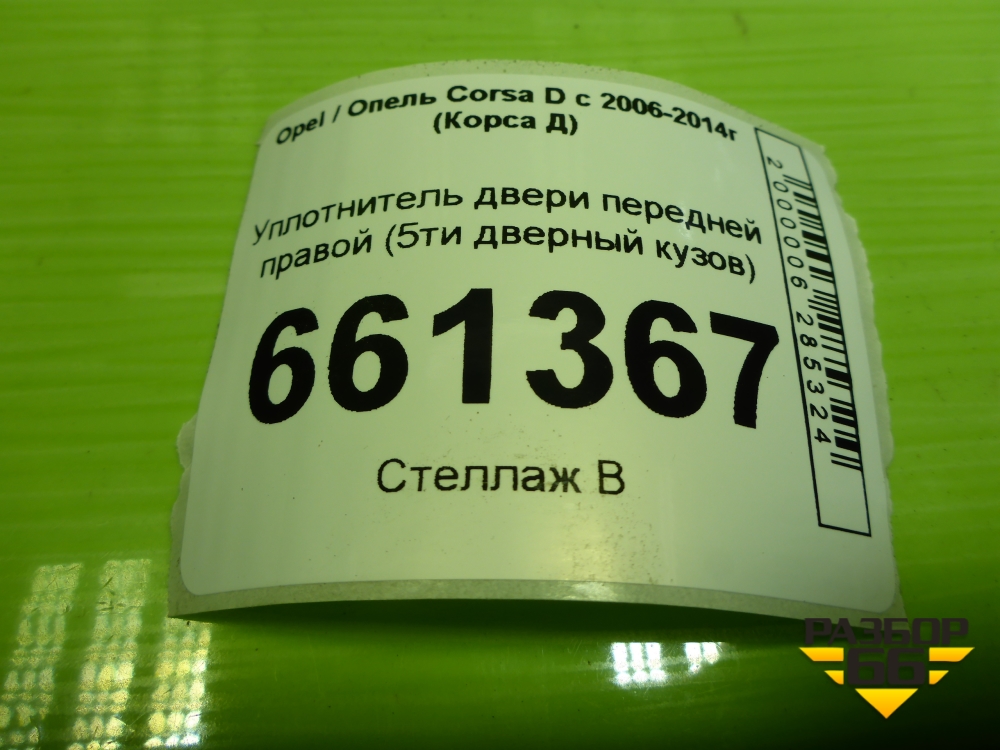 Opel / Опель Corsa D с 2006-2014г
(Корса Д)
Уплотнитель двери передней
правой (5ти дверный кузов)
661367
Стеллаж В
2000006285324
РАЗБОР
66